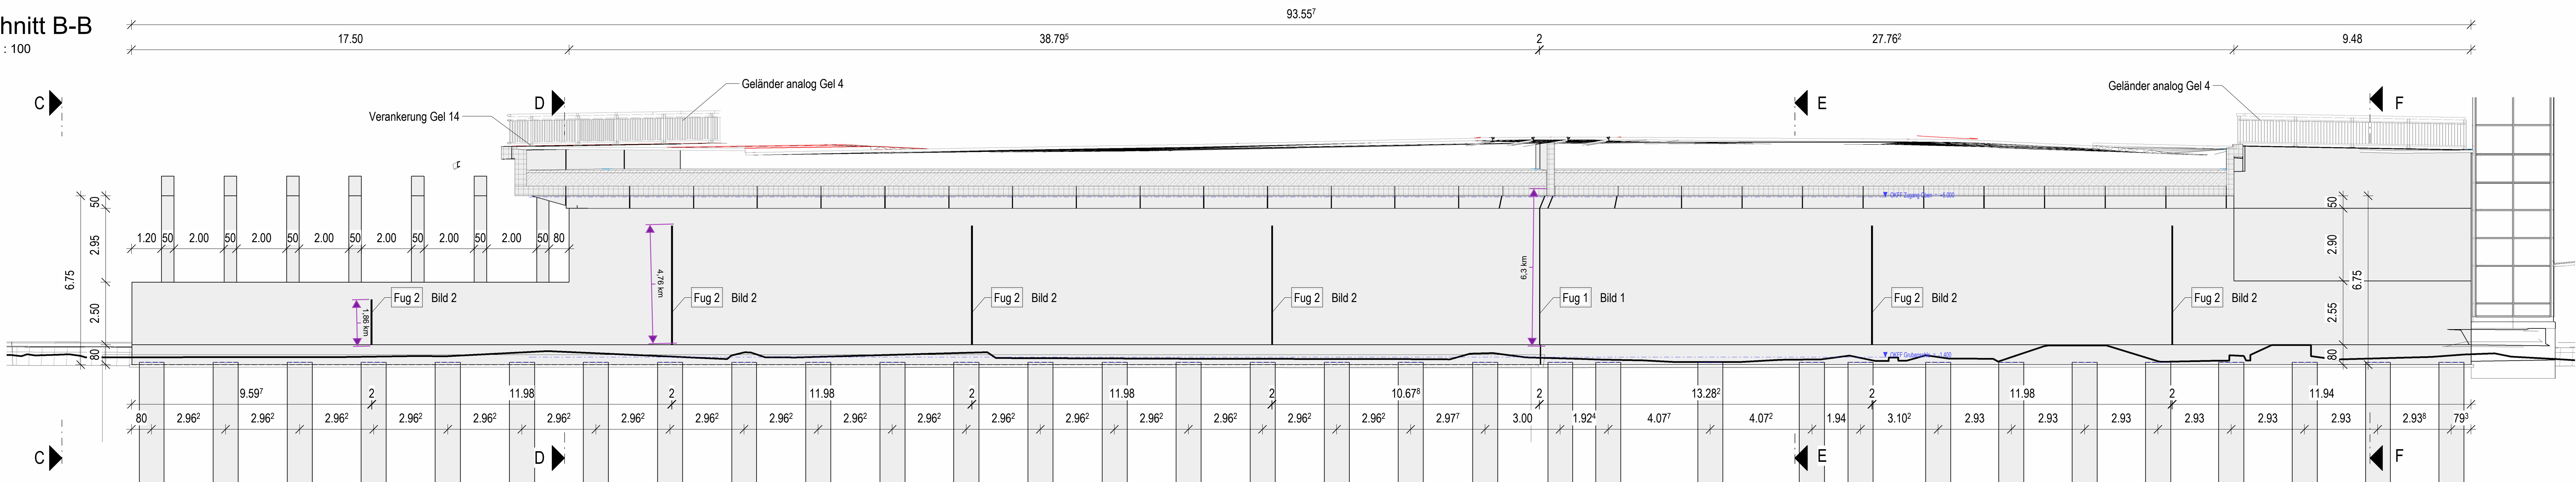 hnitt B-B
: 100
93.55⁷
17.50 38.79⁵ 2 27.76² 9.48
Geländer analog Gel 4 Geländer analog Gel 4
C D E F
Verankerung Gel 14
OKFF Zugang Oben = +5.000
50 50
1.20 50 2.00 50 2.00 50 2.00 50 2.00 50 2.00 50 2.00 50 80
2.95 2.90
6.75 6.75
4,76 km 6,3 km
Fug 2 Bild 2 Fug 2 Bild 2 Fug 2 Bild 2 Fug 2 Bild 2 Fug 1 Bild 1 Fug 2 Bild 2 Fug 2 Bild 2
2.50 1,86 km 2.55
80 80
9.59⁷ 2 11.98 2 11.98 2 11.98 2 10.67⁸ 2 13.28² 2 11.98 2 11.94
80 2.96² 2.96² 2.96² 2.96² 2.96² 2.96² 2.96² 2.96² 2.96² 2.96² 2.96² 2.96² 2.96² 2.96² 2.96² 2.96² 2.96² 2.97⁷ 3.00 1.92⁴ 4.07⁷ 4.07² 1.94 3.10² 2.93 2.93 2.93 2.93 2.93 2.93 2.93⁸ 79³
C D E F